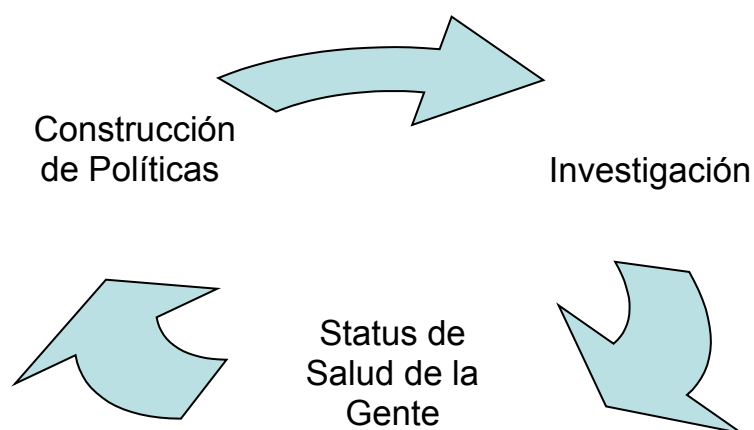 Construcción
de Políticas
Investigación
Status de
Salud de la
Gente